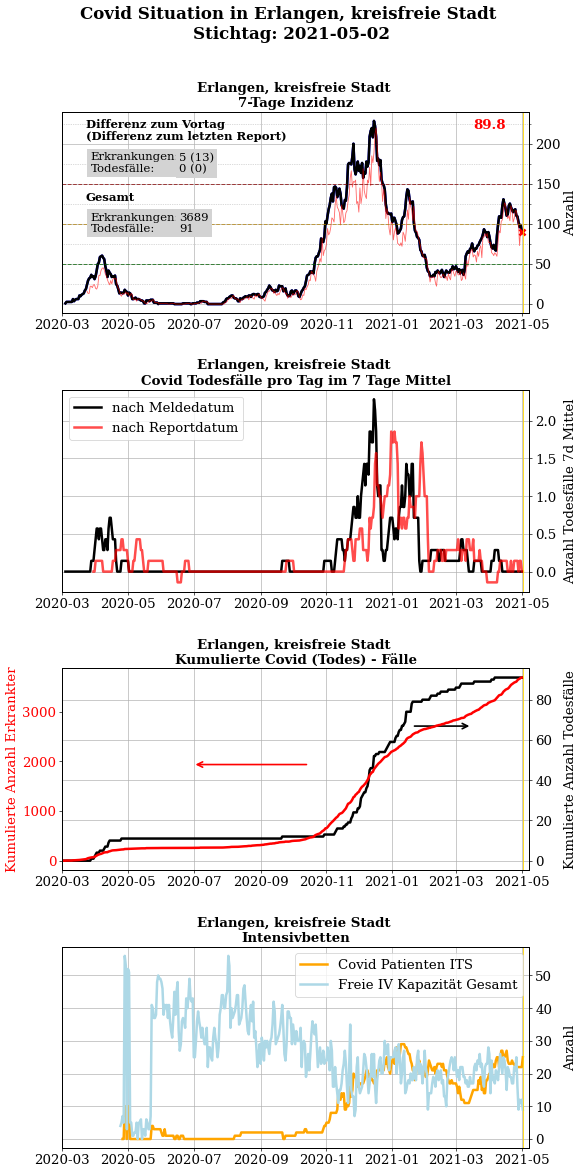 Covid Situation in Erlangen, kreisfreie Stadt
Stichtag: 2021-05-02
Erlangen, kreisfreie Stadt
7-Tage Inzidenz
Differenz zum Vortag
(Differenz zum letzten Report)
Erkrankungen 5 (13)
Todesfälle: 0 (0)
Gesamt
Erkrankungen 3689
Todesfälle: 91
89.8
200
150
100
50
0
Anzahl
2020-03 2020-05 2020-07 2020-09 2020-11 2021-01 2021-03 2021-05
Erlangen, kreisfreie Stadt
Covid Todesfälle pro Tag im 7 Tage Mittel
nach Meldedatum
nach Reportdatum
2.0
1.5
1.0
0.5
0.0
Anzahl Todesfälle 7d Mittel
2020-03 2020-05 2020-07 2020-09 2020-11 2021-01 2021-03 2021-05
Erlangen, kreisfreie Stadt
Kumulierte Covid (Todes) - Fälle
Kumulierte Anzahl Erkrankter
3000
2000
1000
0
80
60
40
20
0
Kumulierte Anzahl Todesfälle
2020-03 2020-05 2020-07 2020-09 2020-11 2021-01 2021-03 2021-05
Erlangen, kreisfreie Stadt
Intensivbetten
Covid Patienten ITS
Freie IV Kapazität Gesamt
50
40
30
20
10
0
Anzahl
2020-03 2020-05 2020-07 2020-09 2020-11 2021-01 2021-03 2021-05